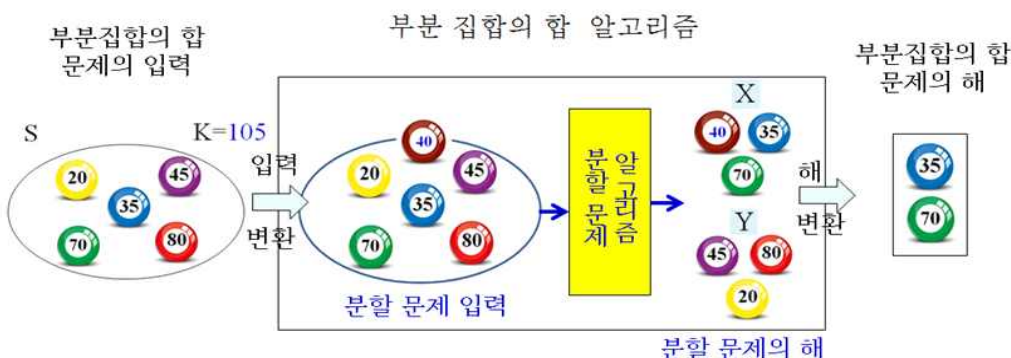 부분집합의 합
문제의 입력
부분 집합의 합 알고리즘
부분집합의 합
문제의 해
S
K=105
20
45
35
70
80
입력
변환
40
20
45
35
70
80
분할 문제 입력
분할 문제
알고리즘
X
40
35
70
Y
45
80
20
분할 문제의 해
해
변환
35
70